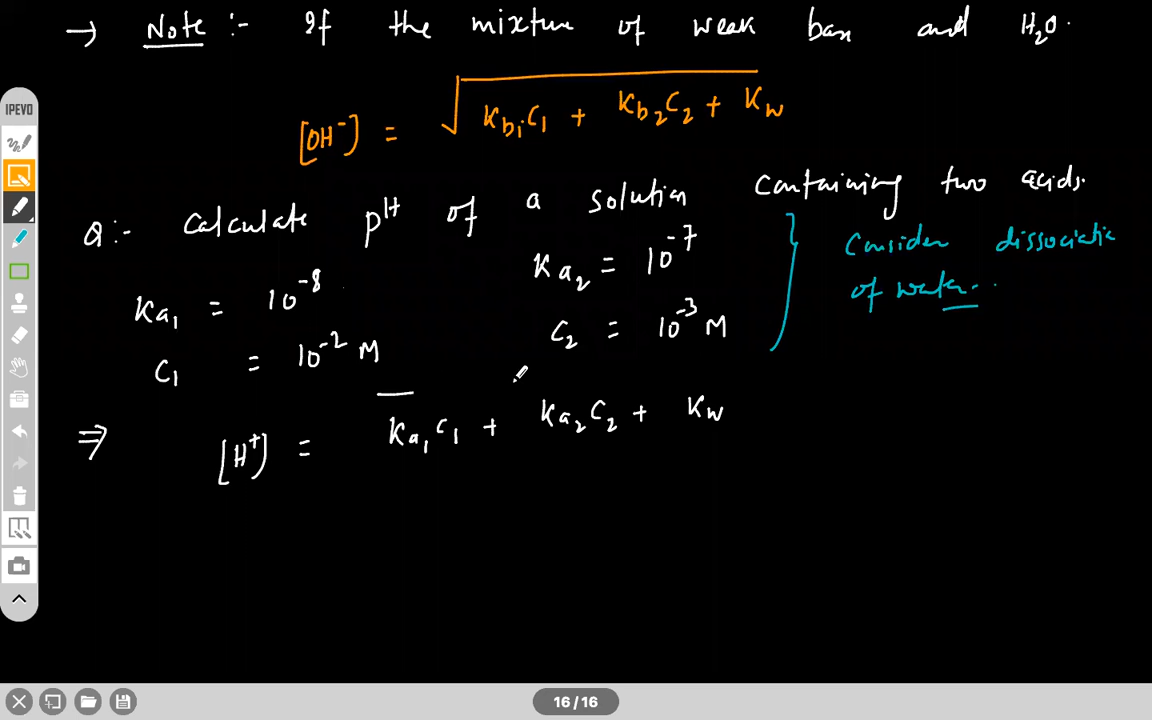 → Note :- If the mixture of weak base and H₂O.
[OH⁻] = √Kb₁C₁ + Kb₂C₂ + Kw
Q :- Calculate pH of a solution containing two acids.
Ka₁ = 10⁻⁸ Ka₂ = 10⁻⁷ } Consider dissociatic
C₁ = 10⁻² M C₂ = 10⁻³ M of water.
⇒ [H⁺] = Ka₁C₁ + Ka₂C₂ + Kw
IPEVO
16 / 16